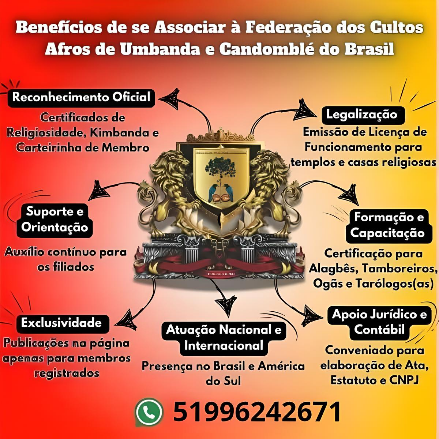 Benefícios de se Associar à Federação dos Cultos
Afros de Umbanda e Candomblé do Brasil
Reconhecimento Oficial
Certificados de
Religiosidade, Kimbanda e
Carteirinha de Membro
Legalização
Emissão de Licença de
Funcionamento para
templos e casas religiosas
Suporte e
Orientação
Auxílio contínuo para
os filiados
Formação e
Capacitação
Certificação para
Alagbês, Tamboreiros,
Ogãs e Tarólogos(as)
Exclusividade
Publicações na página
apenas para membros
registrados
Atuação Nacional e
Internacional
Presença no Brasil e América
do Sul
Apoio Jurídico e
Contábil
Conveniado para
elaboração de Ata,
Estatuto e CNPJ
51996242671